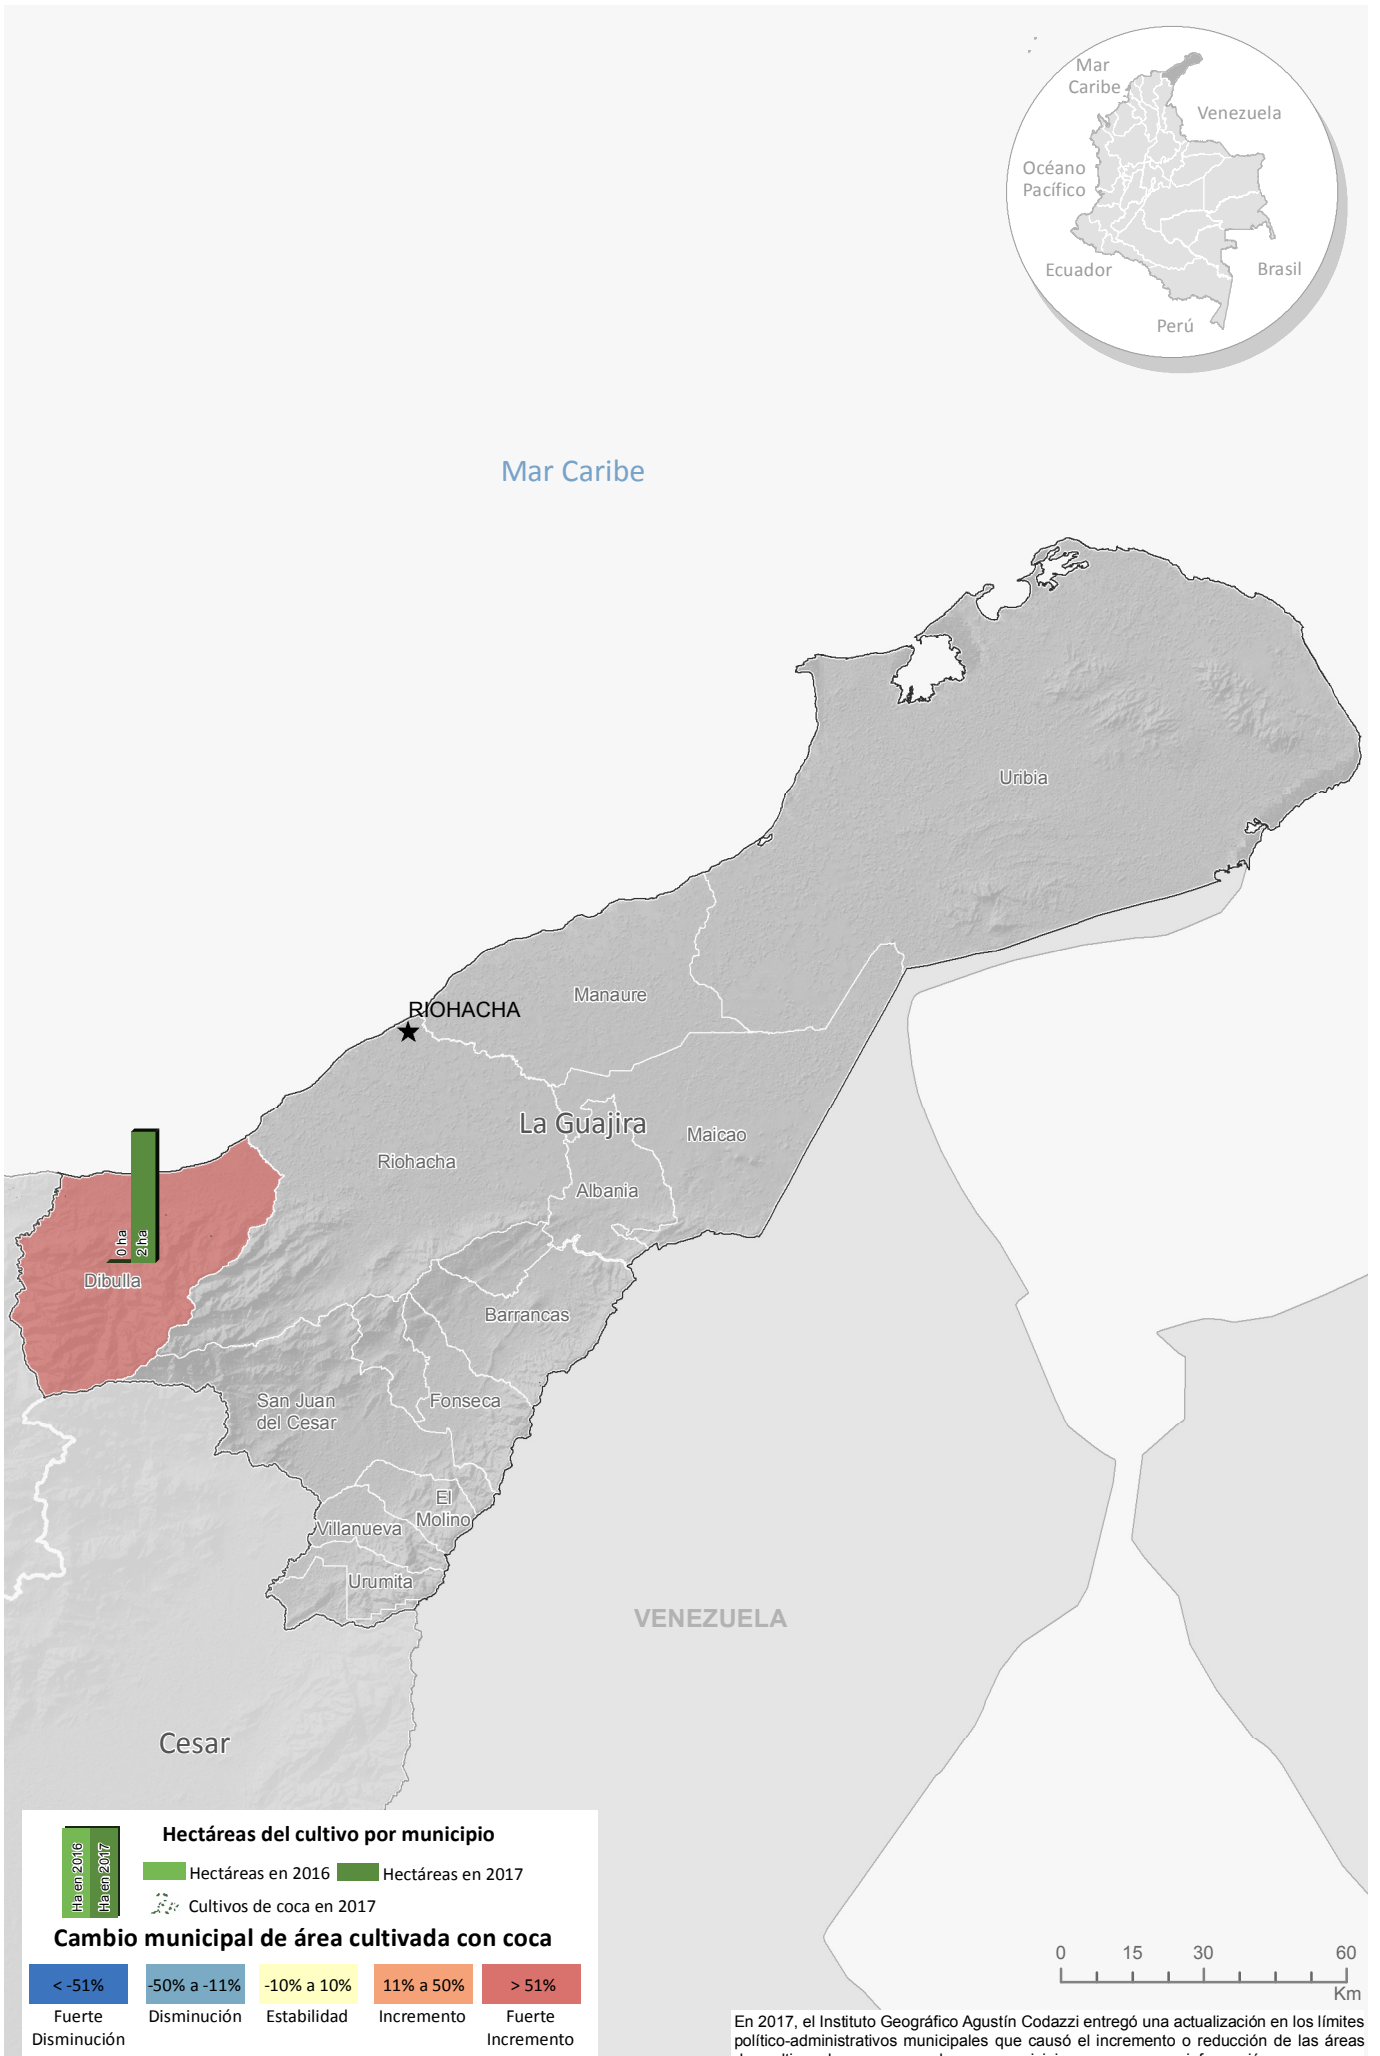 Mar
Caribe
Venezuela
Océano
Pacífico
Ecuador
Brasil
Perú
Mar Caribe
Uribia
Manaure
RIOHACHA
La Guajira
Maicao
Riohacha
Albania
0 ha
2 ha
Dibulla
Barrancas
San Juan
del Cesar
Fonseca
El
Molino
Villanueva
Urumita
VENEZUELA
Cesar
Ha en 2016
Ha en 2017
Hectáreas del cultivo por municipio
Hectáreas en 2016
Hectáreas en 2017
Cultivos de coca en 2017
Cambio municipal de área cultivada con coca
< -51%
-50% a -11%
-10% a 10%
11% a 50%
> 51%
Fuerte
Disminución
Disminución
Estabilidad
Incremento
Fuerte
Incremento
0 15 30 60
Km
En 2017, el Instituto Geográfico Agustín Codazzi entregó una actualización en los límites
político-administrativos municipales que causó el incremento o reducción de las áreas